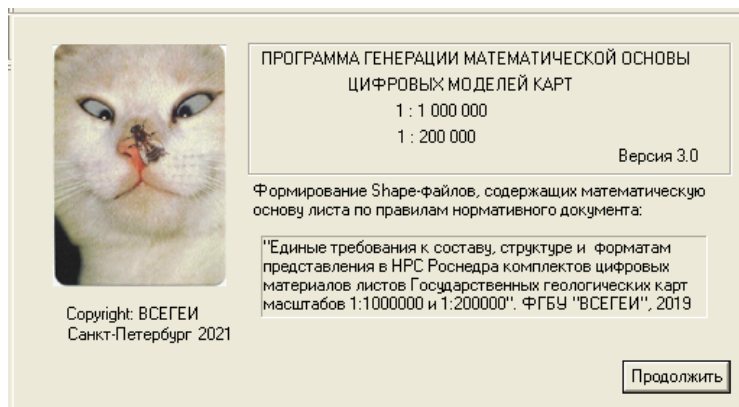 ПРОГРАММА ГЕНЕРАЦИИ МАТЕМАТИЧЕСКОЙ ОСНОВЫ
ЦИФРОВЫХ МОДЕЛЕЙ КАРТ
1 : 1 000 000
1 : 200 000
Версия 3.0
Формирование Shape-файлов, содержащих математическую
основу листа по правилам нормативного документа:
"Единые требования к составу, структуре и форматам
представления в НРС Роснедра комплектов цифровых
материалов листов Государственных геологических карт
масштабов 1:1000000 и 1:200000". ФГБУ "ВСЕГЕИ", 2019
Copyright: ВСЕГЕИ
Санкт-Петербург 2021
Продолжить